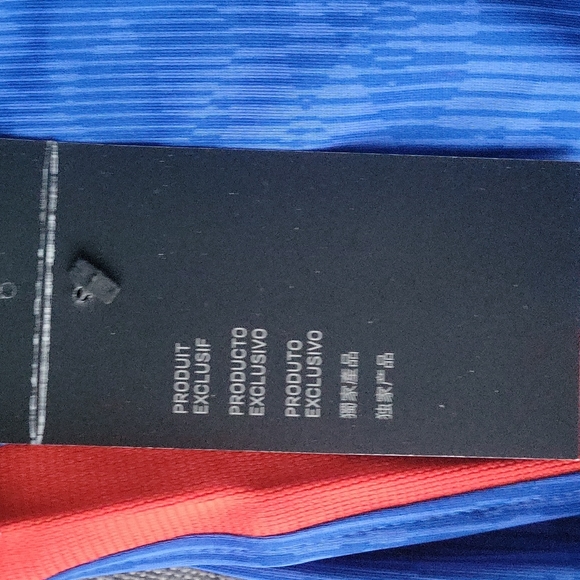 PRODUIT
EXCLUSIF
PRODUCTO
EXCLUSIVO
PRODUTO
EXCLUSIVO
獨家產品
独家产品